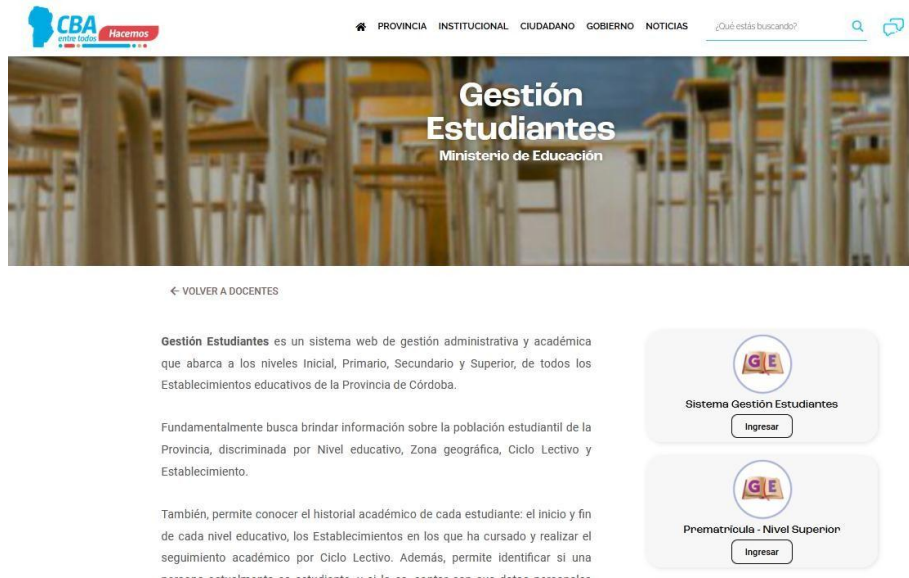 CBA
entre todos
Hacemos
PROVINCIA INSTITUCIONAL CIUDADANO GOBIERNO NOTICIAS
¿Qué estás buscando?
Gestión
Estudiantes
Ministerio de Educación
← VOLVER A DOCENTES
Gestión Estudiantes es un sistema web de gestión administrativa y académica
que abarca a los niveles Inicial, Primario, Secundario y Superior, de todos los
Establecimientos educativos de la Provincia de Córdoba.
Fundamentalmente busca brindar información sobre la población estudiantil de la
Provincia, discriminada por Nivel educativo, Zona geográfica, Ciclo Lectivo y
Establecimiento.
También, permite conocer el historial académico de cada estudiante: el inicio y fin
de cada nivel educativo, los Establecimientos en los que ha cursado y realizar el
seguimiento académico por Ciclo Lectivo. Además, permite identificar si una
GE
Sistema Gestión Estudiantes
Ingresar
GE
Prematrícula - Nivel Superior
Ingresar